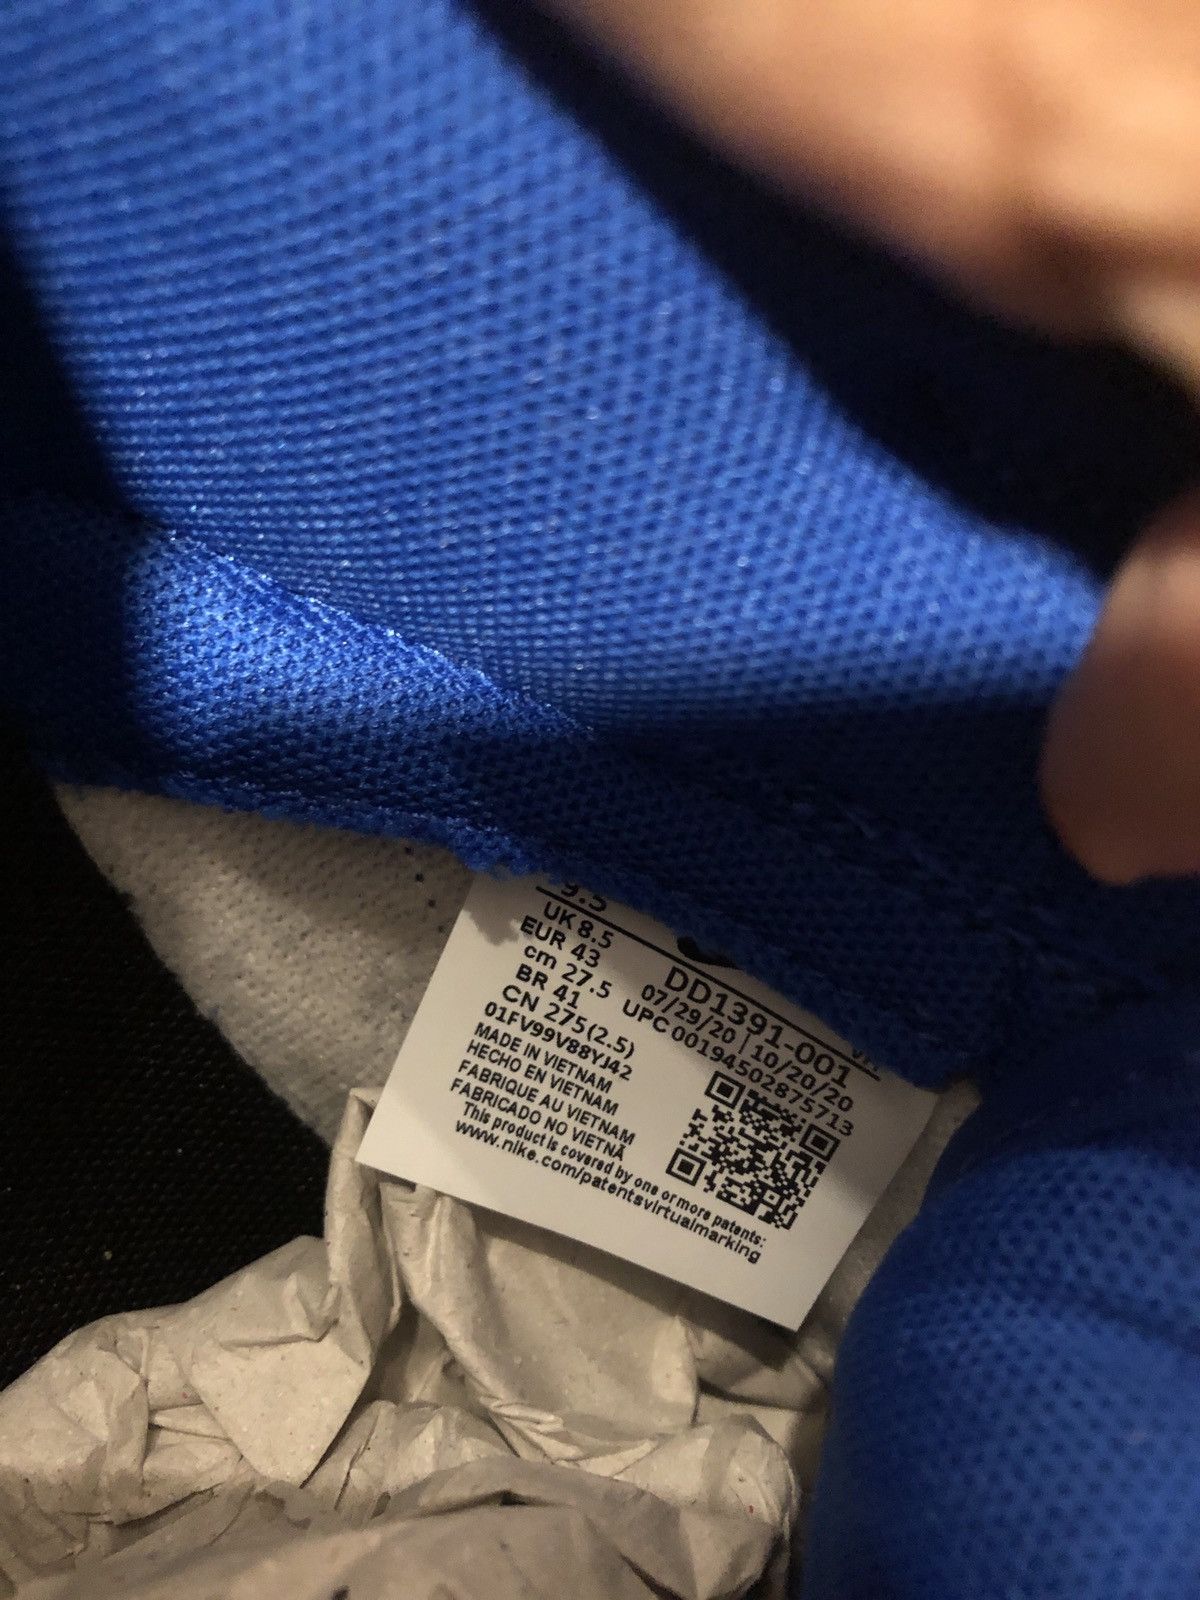 9.5
UK 8.5
EUR 43
cm 27.5
BR 41
CN 275(2.5)
01FV99V88YJ42
MADE IN VIETNAM
HECHO EN VIETNAM
FABRIQUE AU VIETNAM
FABRICADO NO VIETNÃ
This product is covered by one or more patents:
www.nike.com/patentsvirtualmarking
DD1391-001
07/29/20 | 10/20/20
UPC 00194502875713